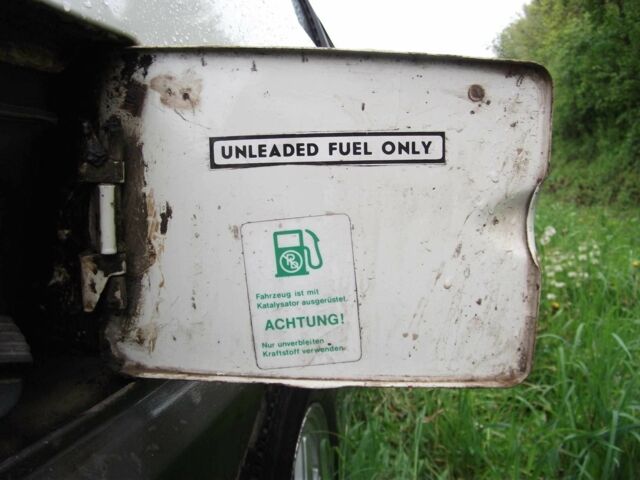 UNLEADED FUEL ONLY
Pb
Fahrzeug ist mit
Katalysator ausgerüstet.
ACHTUNG!
Nur unverbleiten
Kraftstoff verwenden.